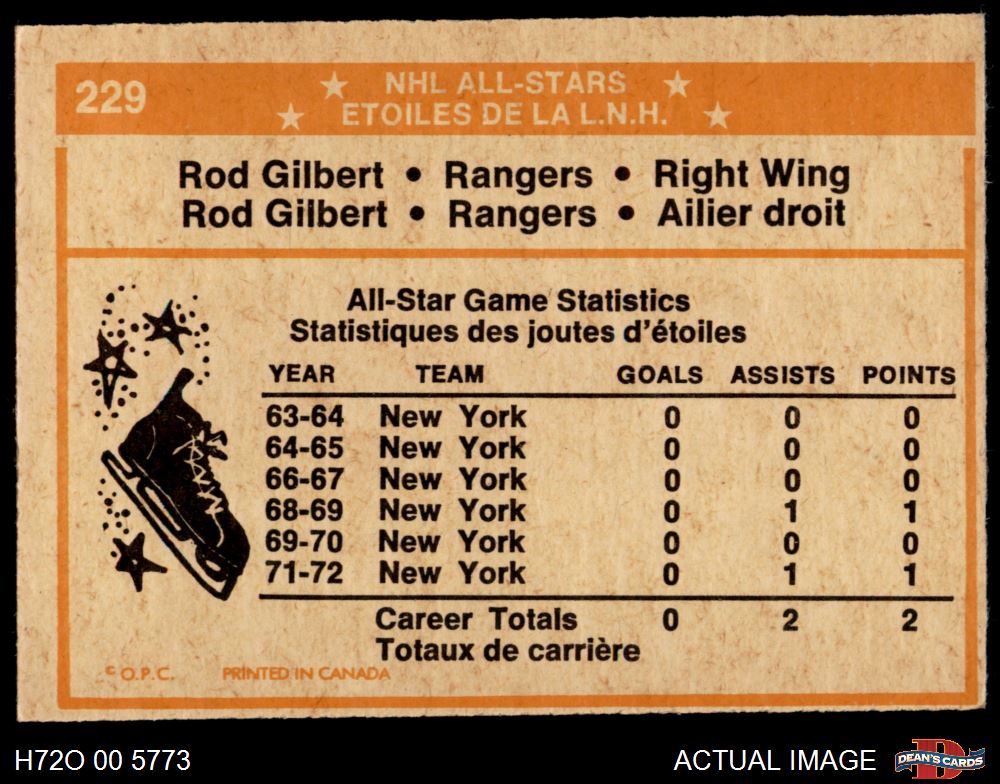 229
NHL ALL-STARS
ETOILES DE LA L.N.H.
Rod Gilbert • Rangers • Right Wing
Rod Gilbert • Rangers • Ailier droit
All-Star Game Statistics
Statistiques des joutes d'étoiles
YEAR TEAM GOALS ASSISTS POINTS
63-64 New York 0 0 0
64-65 New York 0 0 0
66-67 New York 0 0 0
68-69 New York 0 1 1
69-70 New York 0 0 0
71-72 New York 0 1 1
Career Totals 0 2 2
Totaux de carrière
© O.P.C. PRINTED IN CANADA
H72O 00 5773 ACTUAL IMAGE D DEAN'S CARDS